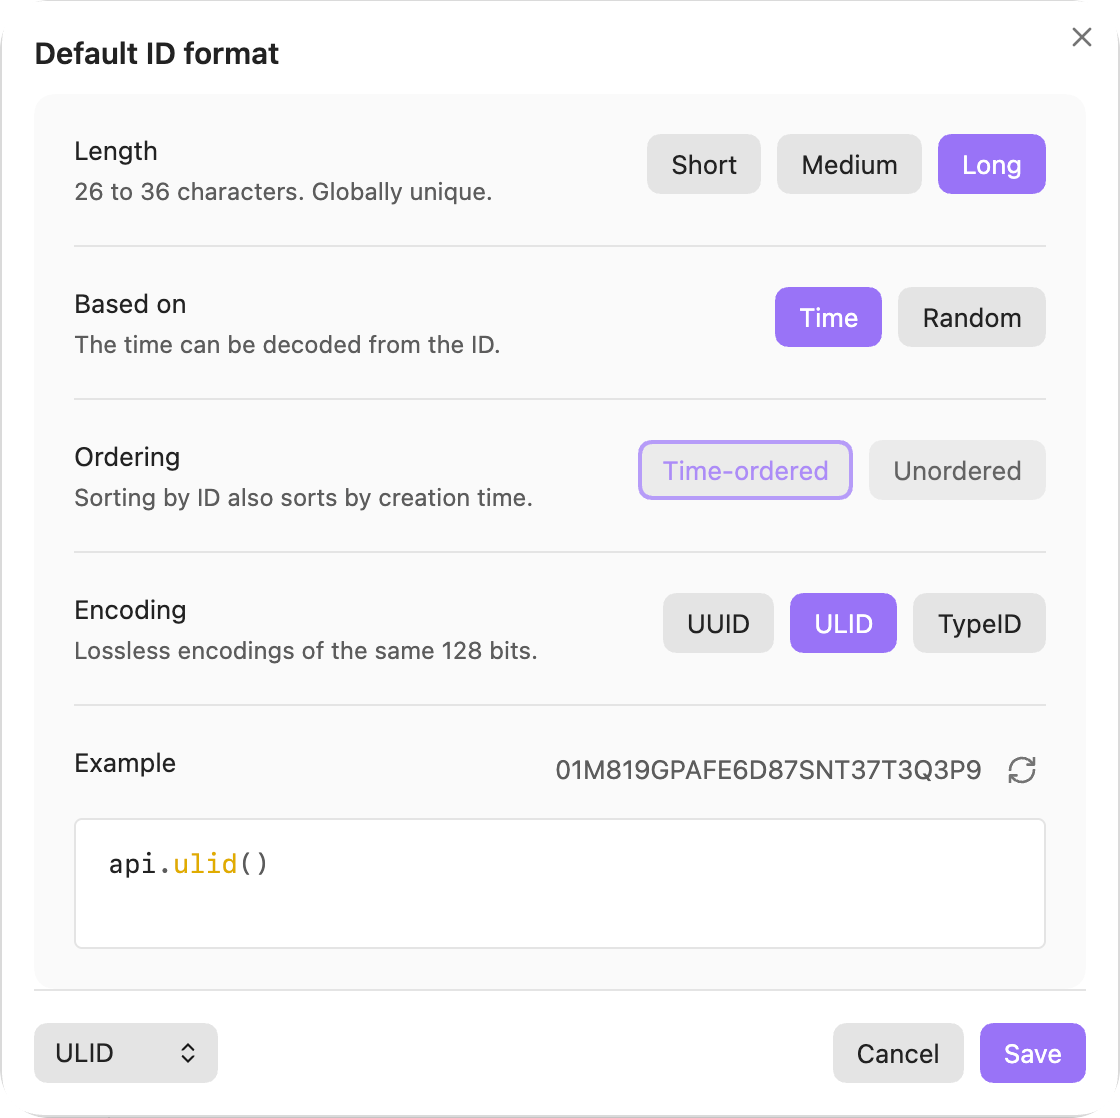 Default ID format
Length
Short Medium Long
26 to 36 characters. Globally unique.
Based on
Time Random
The time can be decoded from the ID.
Ordering
Time-ordered Unordered
Sorting by ID also sorts by creation time.
Encoding
UUID ULID TypeID
Lossless encodings of the same 128 bits.
Example
01M819GPAFE6D87SNT37T3Q3P9
api.ulid()
ULID Cancel Save